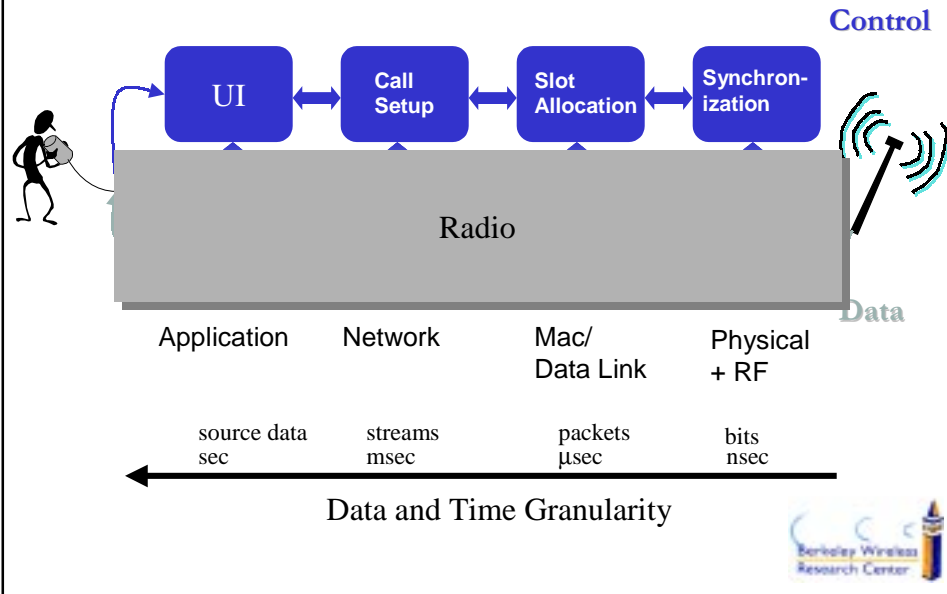 Control
UI
Call
Setup
Slot
Allocation
Synchron-
ization
Radio
Data
Application
Network
Mac/
Data Link
Physical
+ RF
source data
sec
streams
msec
packets
μsec
bits
nsec
Data and Time Granularity
Berkeley Wireless
Research Center